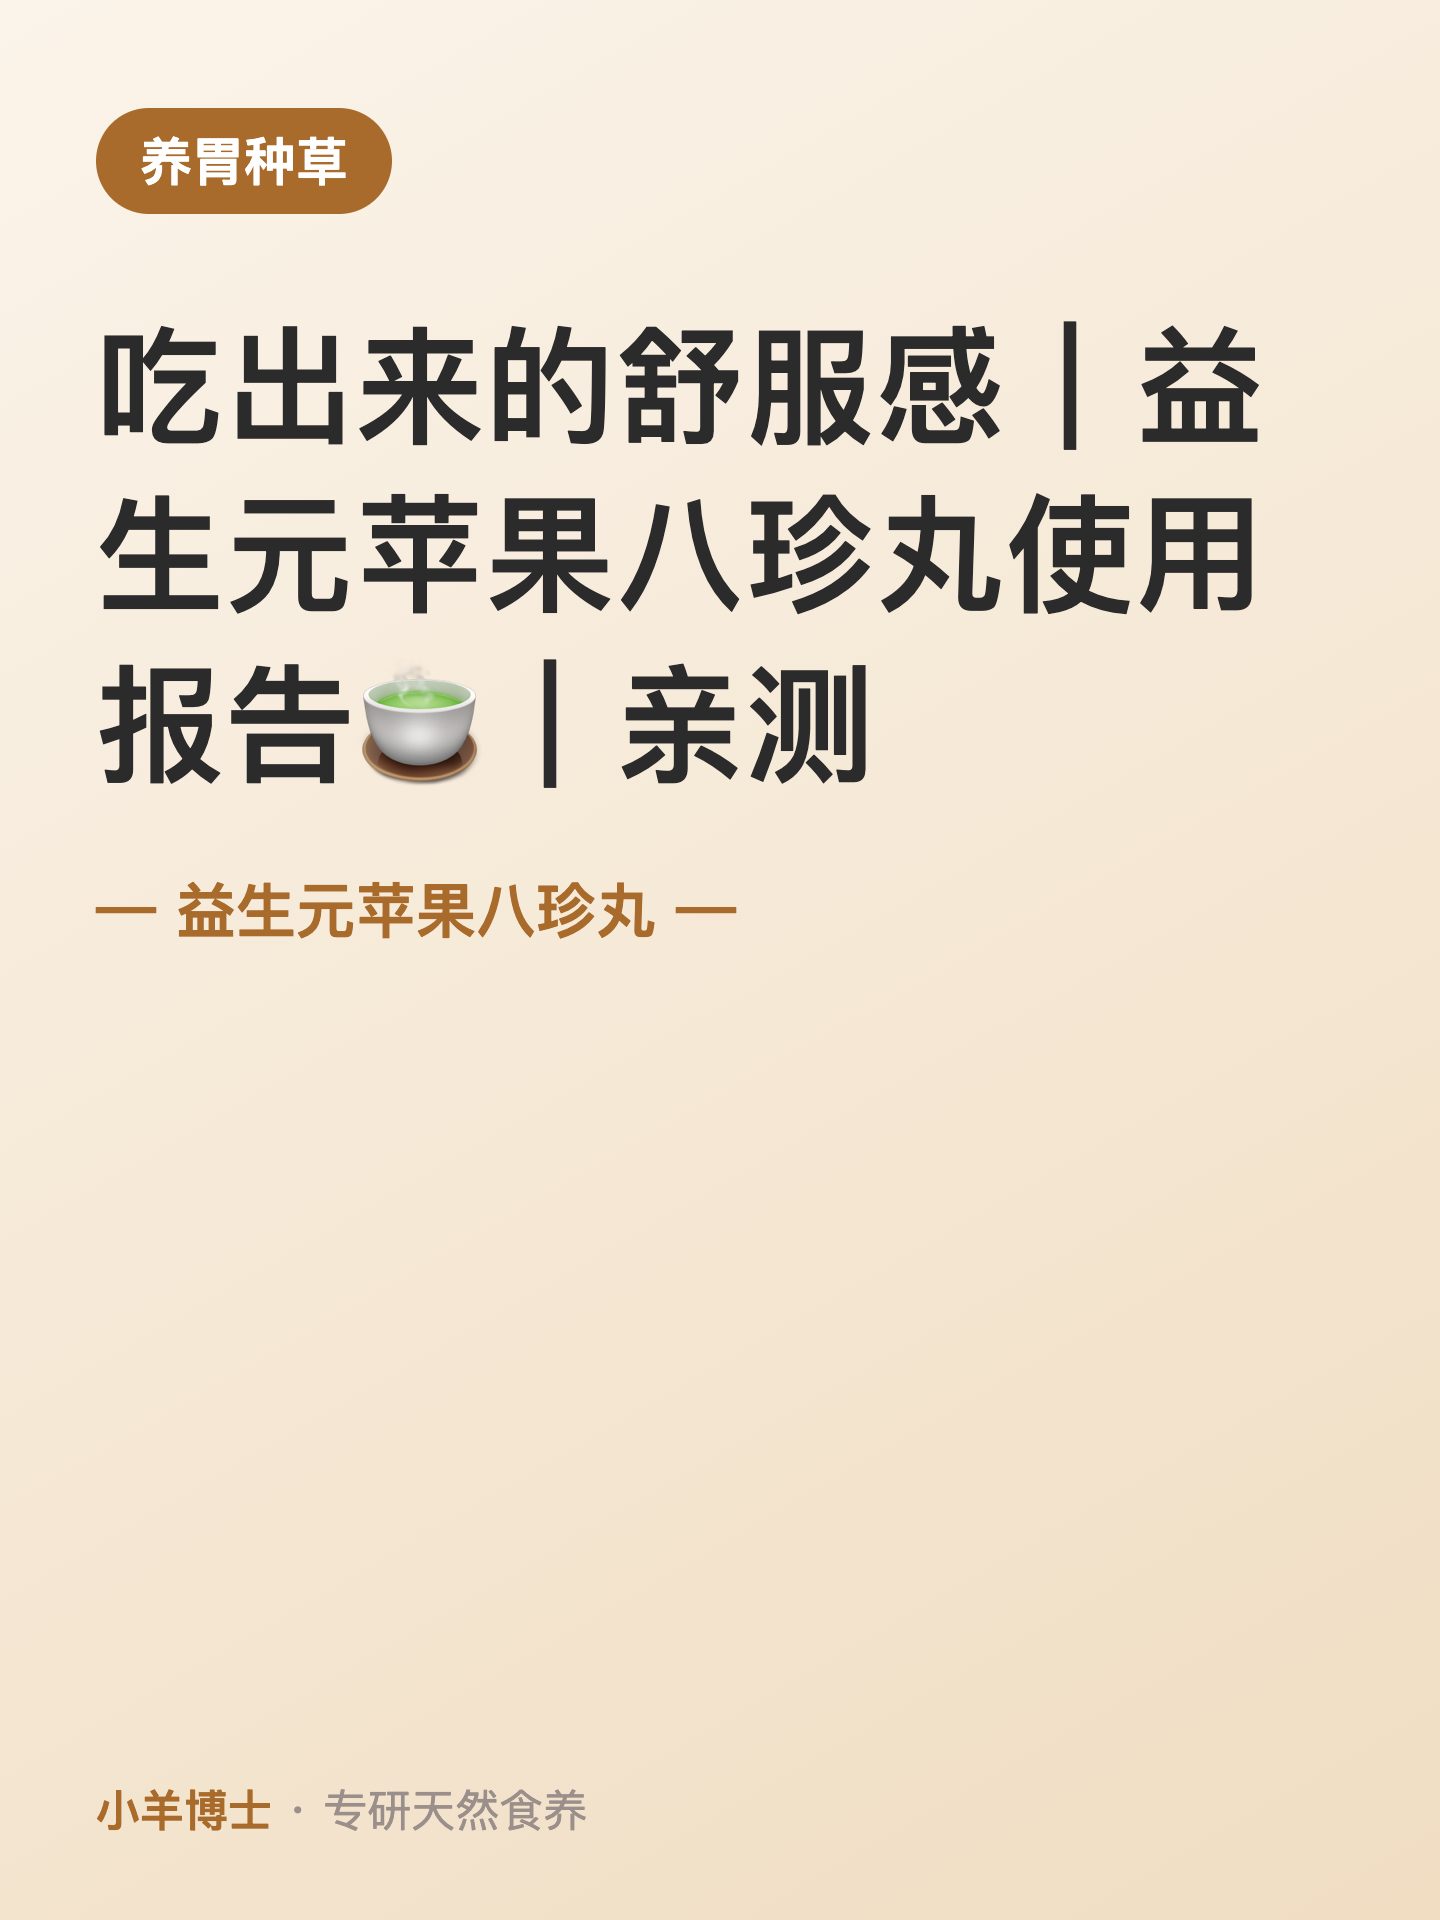 养胃种草
吃出来的舒服感｜益
生元苹果八珍丸使用
报告🍵｜亲测
— 益生元苹果八珍丸 —
小羊博士 · 专研天然食养